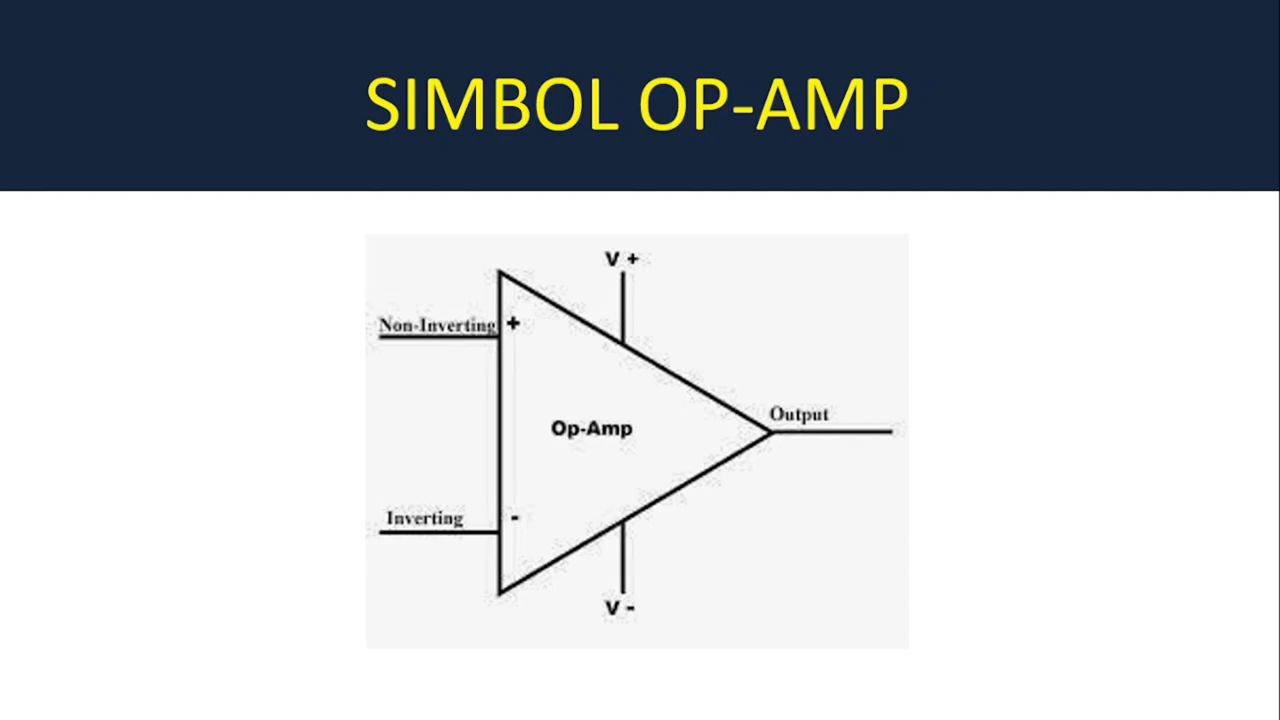 SIMBOL OP-AMP
V +
Non-Inverting
+
Output
Op-Amp
Inverting
-
V -